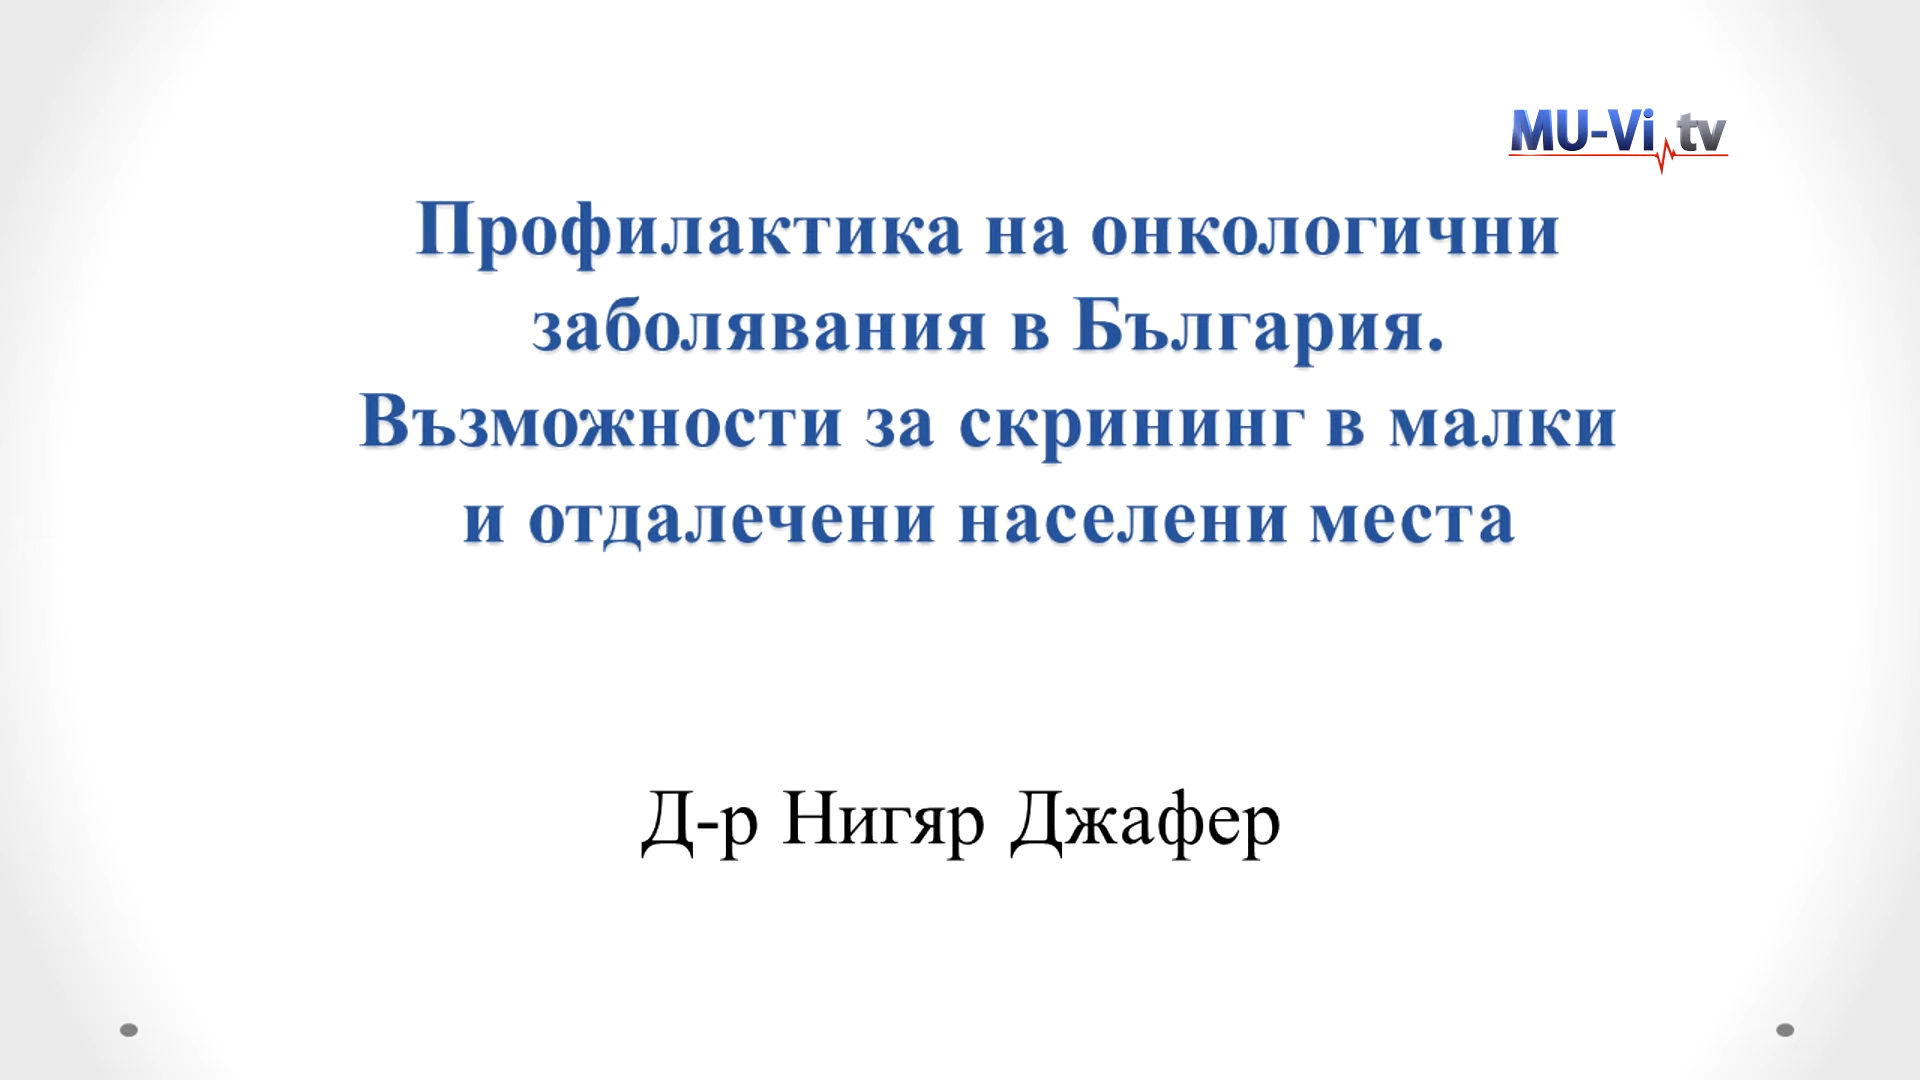 MU-Vi tv
Профилактика на онкологични
заболявания в България.
Възможности за скрининг в малки
и отдалечени населени места
Д-р Нигяр Джафер